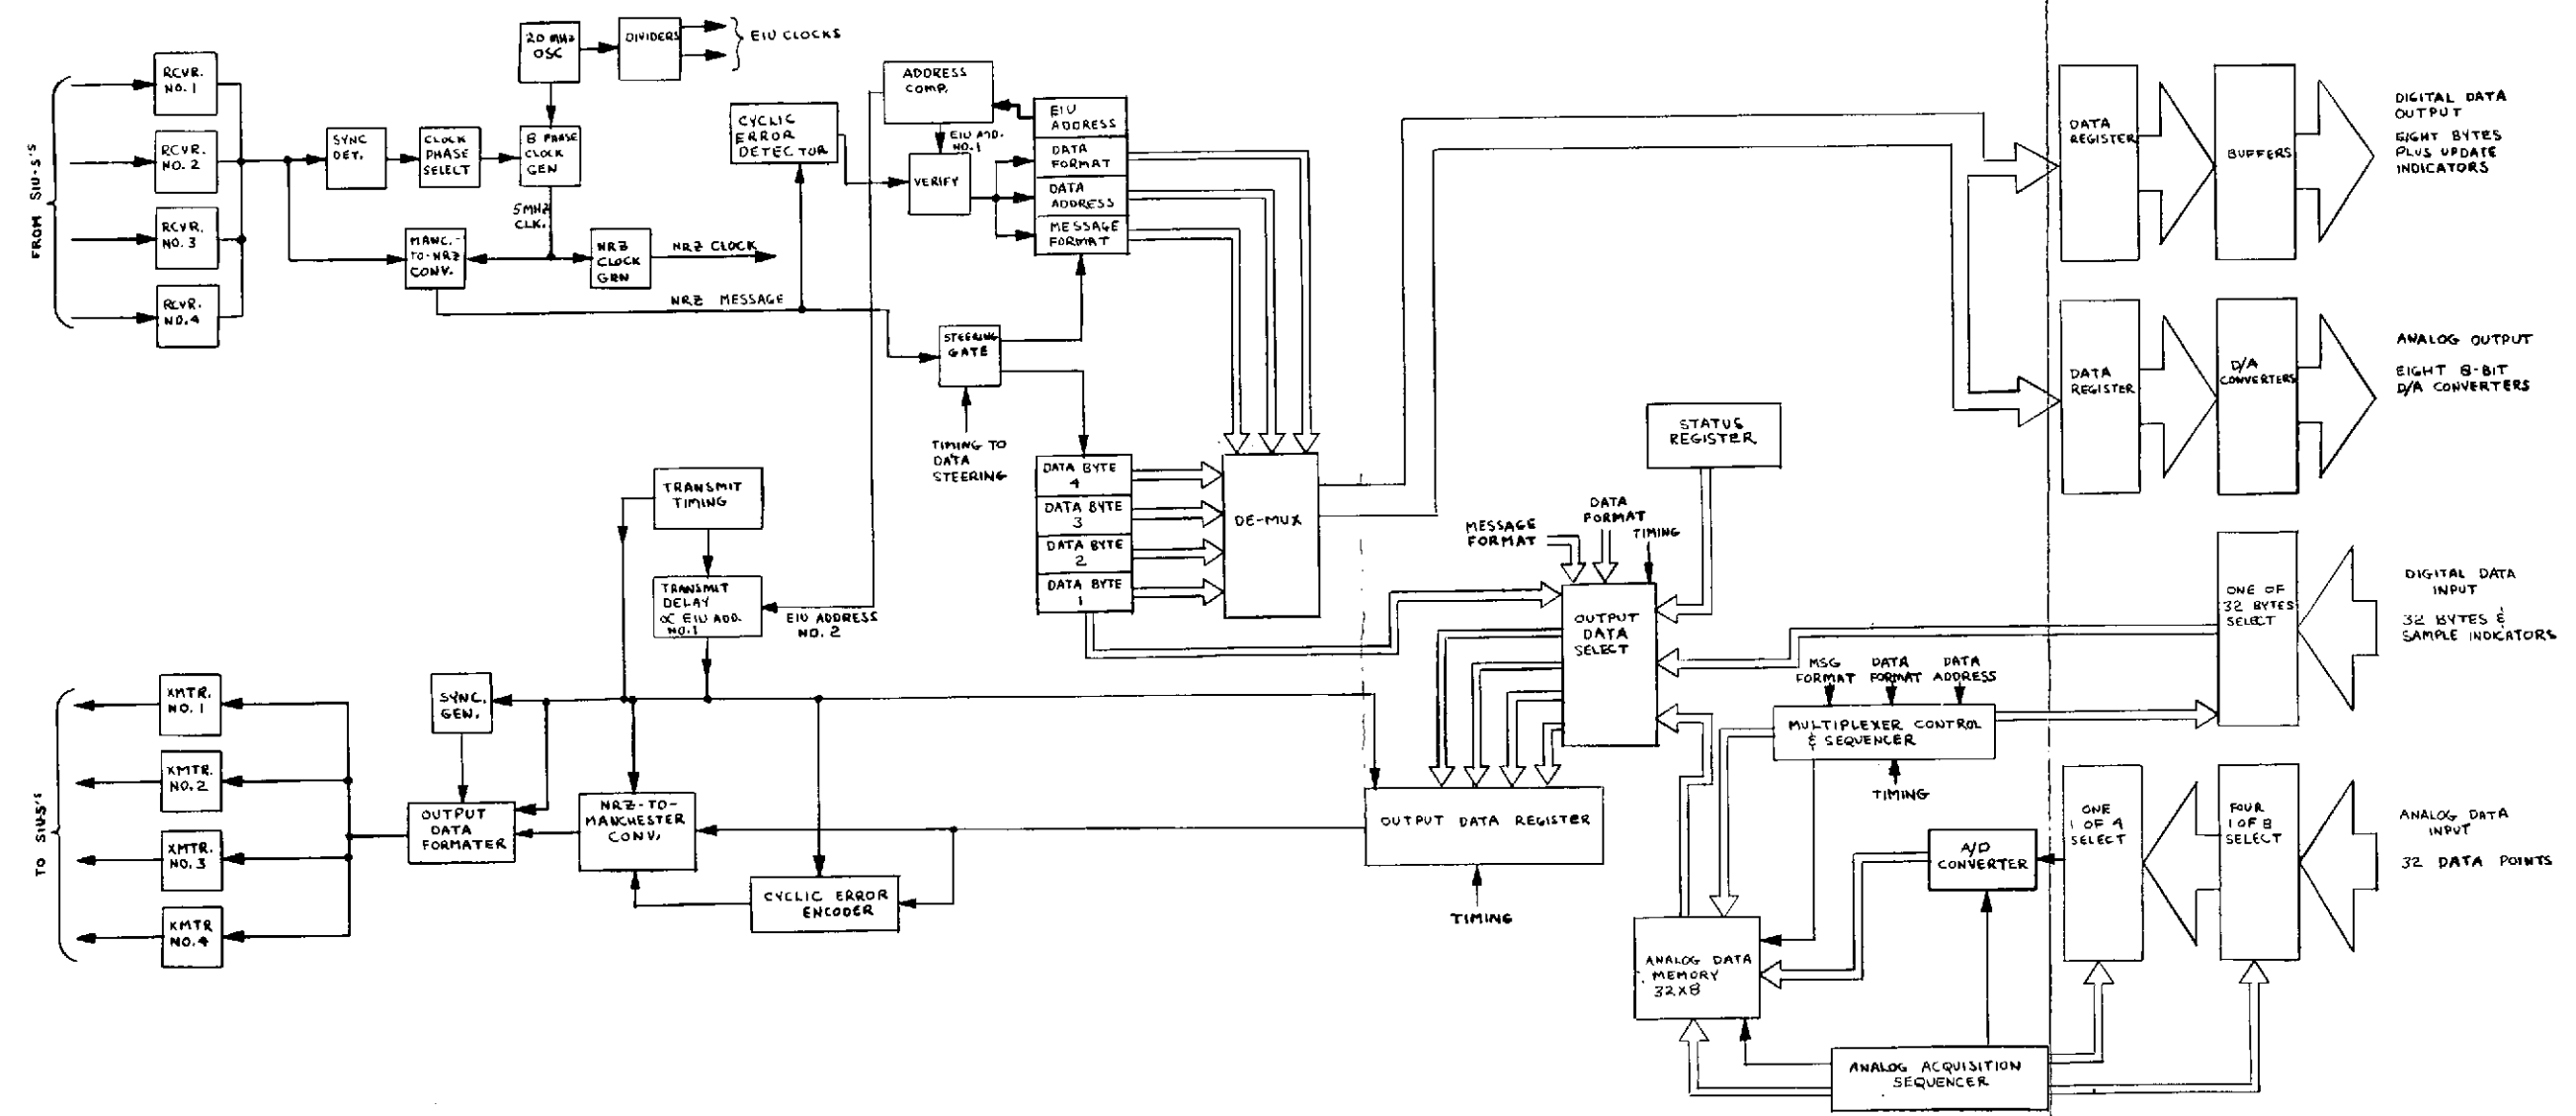 FROM SIU-S'S
RCVR.
NO.1
RCVR.
NO.2
RCVR.
NO.3
RCVR.
NO.4
SYNC
DET.
CLOCK
PHASE
SELECT
20 MHz
OSC
DIVIDERS
EIU CLOCKS
8 PHASE
CLOCK
GEN
5MHZ
CLK.
MANC.-
TO-NRZ
CONV.
NRZ
CLOCK
GEN
NRZ CLOCK
NRZ MESSAGE
CYCLIC
ERROR
DETECTOR
ADDRESS
COMP.
EIU ADD.
NO.1
VERIFY
EIU
ADDRESS
DATA
FORMAT
DATA
ADDRESS
MESSAGE
FORMAT
STEERING
GATE
TIMING TO
DATA
STEERING
DATA BYTE
4
DATA BYTE
3
DATA BYTE
2
DATA BYTE
1
DE-MUX
TRANSMIT
TIMING
TRANSMIT
DELAY
∝ EIU ADD.
NO.1
EIU ADDRESS
NO. 2
STATUS
REGISTER
MESSAGE
FORMAT
DATA
FORMAT
TIMING
OUTPUT
DATA
SELECT
DATA
REGISTER
BUFFERS
DIGITAL DATA
OUTPUT
EIGHT BYTES
PLUS UPDATE
INDICATORS
DATA
REGISTER
D/A
CONVERTERS
ANALOG OUTPUT
EIGHT 8-BIT
D/A CONVERTERS
ONE OF
32 BYTES
SELECT
DIGITAL DATA
INPUT
32 BYTES &
SAMPLE INDICATORS
MSG
FORMAT
DATA
FORMAT
DATA
ADDRESS
MULTIPLEXER CONTROL
& SEQUENCER
TIMING
ONE
1 OF 4
SELECT
FOUR
1 OF 8
SELECT
ANALOG DATA
INPUT
32 DATA POINTS
A/D
CONVERTER
ANALOG DATA
MEMORY
32X8
ANALOG ACQUISITION
SEQUENCER
TO SIU-S'S
XMTR.
NO.1
XMTR.
NO.2
XMTR.
NO.3
XMTR
NO.4
SYNC.
GEN.
OUTPUT
DATA
FORMATER
NRZ-TO-
MANCHESTER
CONV.
CYCLIC ERROR
ENCODER
OUTPUT DATA REGISTER
TIMING